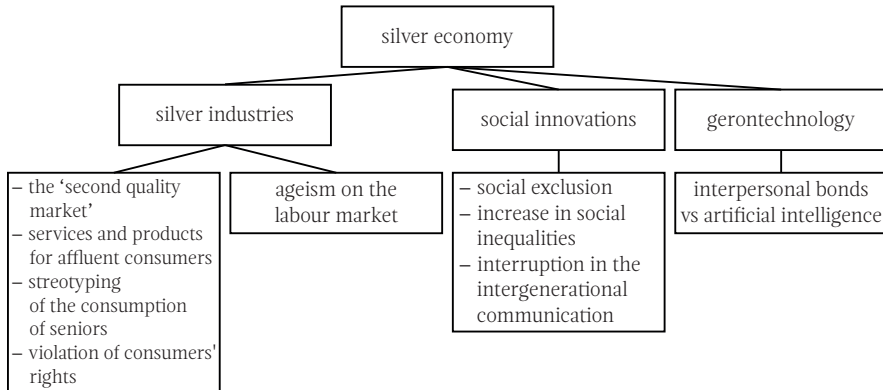 silver economy
silver industries
social innovations
gerontechnology
– the ‘second quality
market’
– services and products
for affluent consumers
– streotyping
of the consumption
of seniors
– violation of consumers'
rights
ageism on the
labour market
– social exclusion
– increase in social
inequalities
– interruption in the
intergenerational
communication
interpersonal bonds
vs artificial intelligence